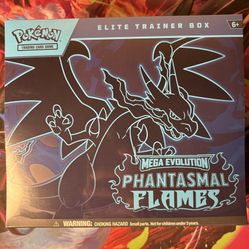 POKÉMON
TRADING CARD GAME
ELITE TRAINER BOX
6+
MEGA EVOLUTION
PHANTASMAL
FLAMES
WARNING: CHOKING HAZARD Small parts. Not for children under 3 years.